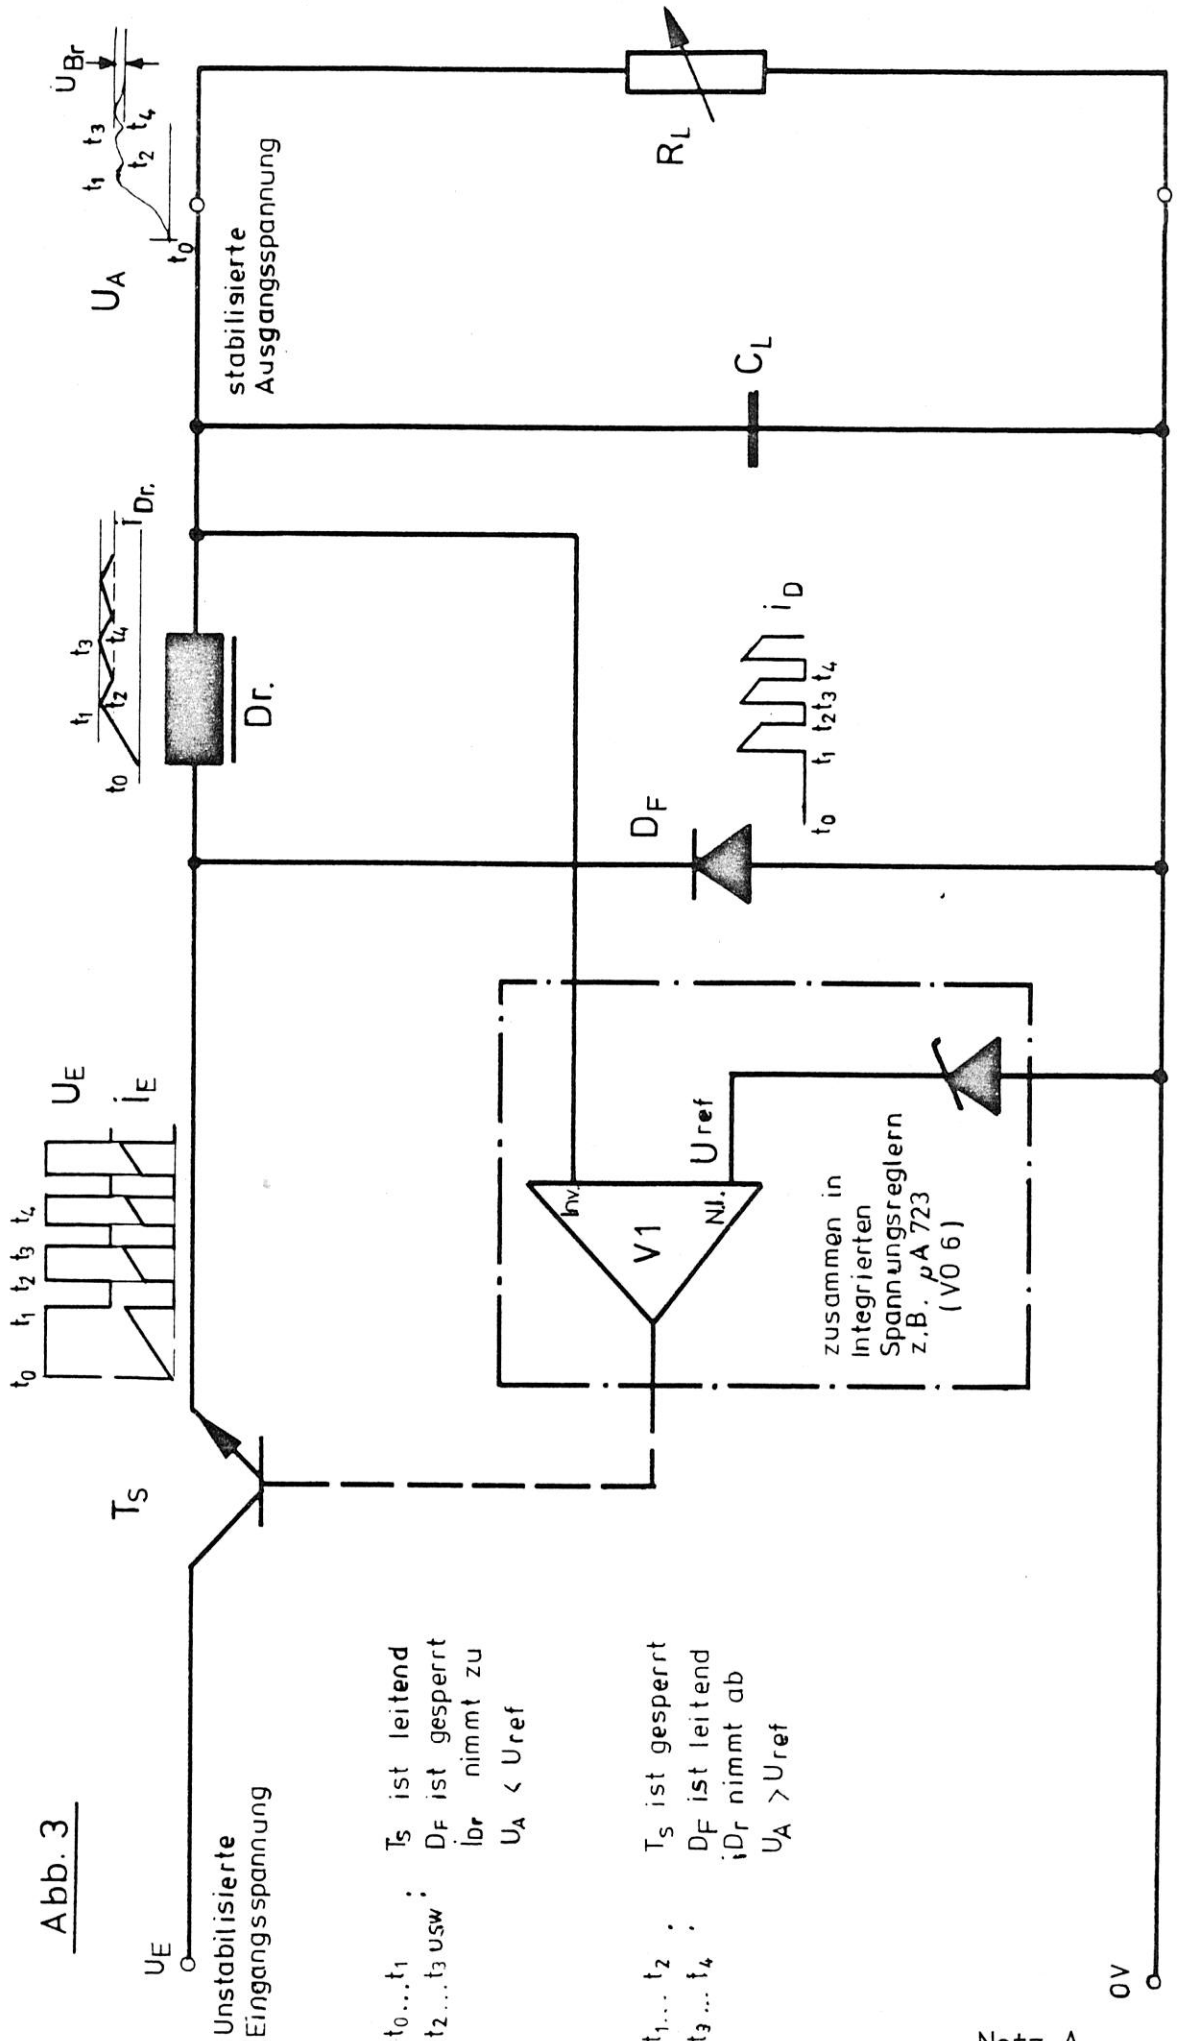 Abb. 3
UE
Unstabilisierte
Eingangsspannung
t0...t1 ; Ts ist leitend
t2...t3 usw ; DF ist gesperrt
iDr nimmt zu
UA < Uref
t1...t2 ; Ts ist gesperrt
t3...t4 ; DF ist leitend
iDr nimmt ab
UA > Uref
0V
TS
t0 t1 t2 t3 t4
UE
iE
V1
Inv.
N.I.
Uref
zusammen in
Integrierten
Spannungsreglern
z.B. µA 723
(VO 6)
DF
t0 t1 t2 t3 t4
iD
t0 t1 t2 t3 t4
iDr.
Dr.
CL
UA
t0 t1 t2 t3 t4
UBr
stabilisierte
Ausgangsspannung
RL